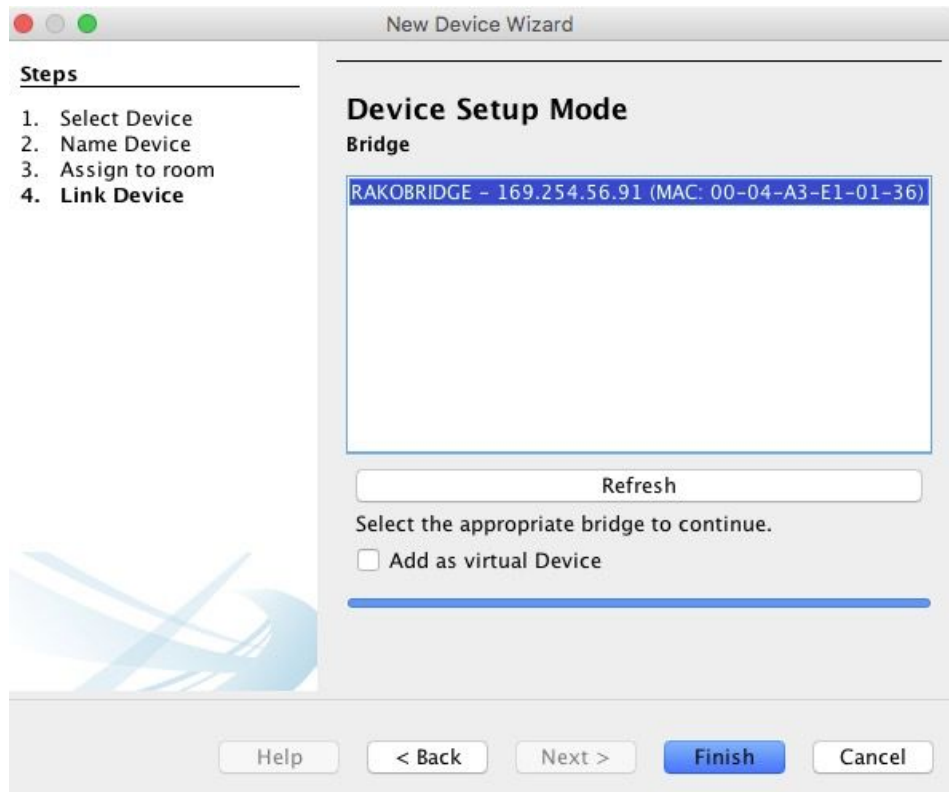 New Device Wizard
Steps
1. Select Device
2. Name Device
3. Assign to room
4. Link Device
Device Setup Mode
Bridge
RAKOBRIDGE - 169.254.56.91 (MAC: 00-04-A3-E1-01-36)
Refresh
Select the appropriate bridge to continue.
Add as virtual Device
Help
< Back
Next >
Finish
Cancel